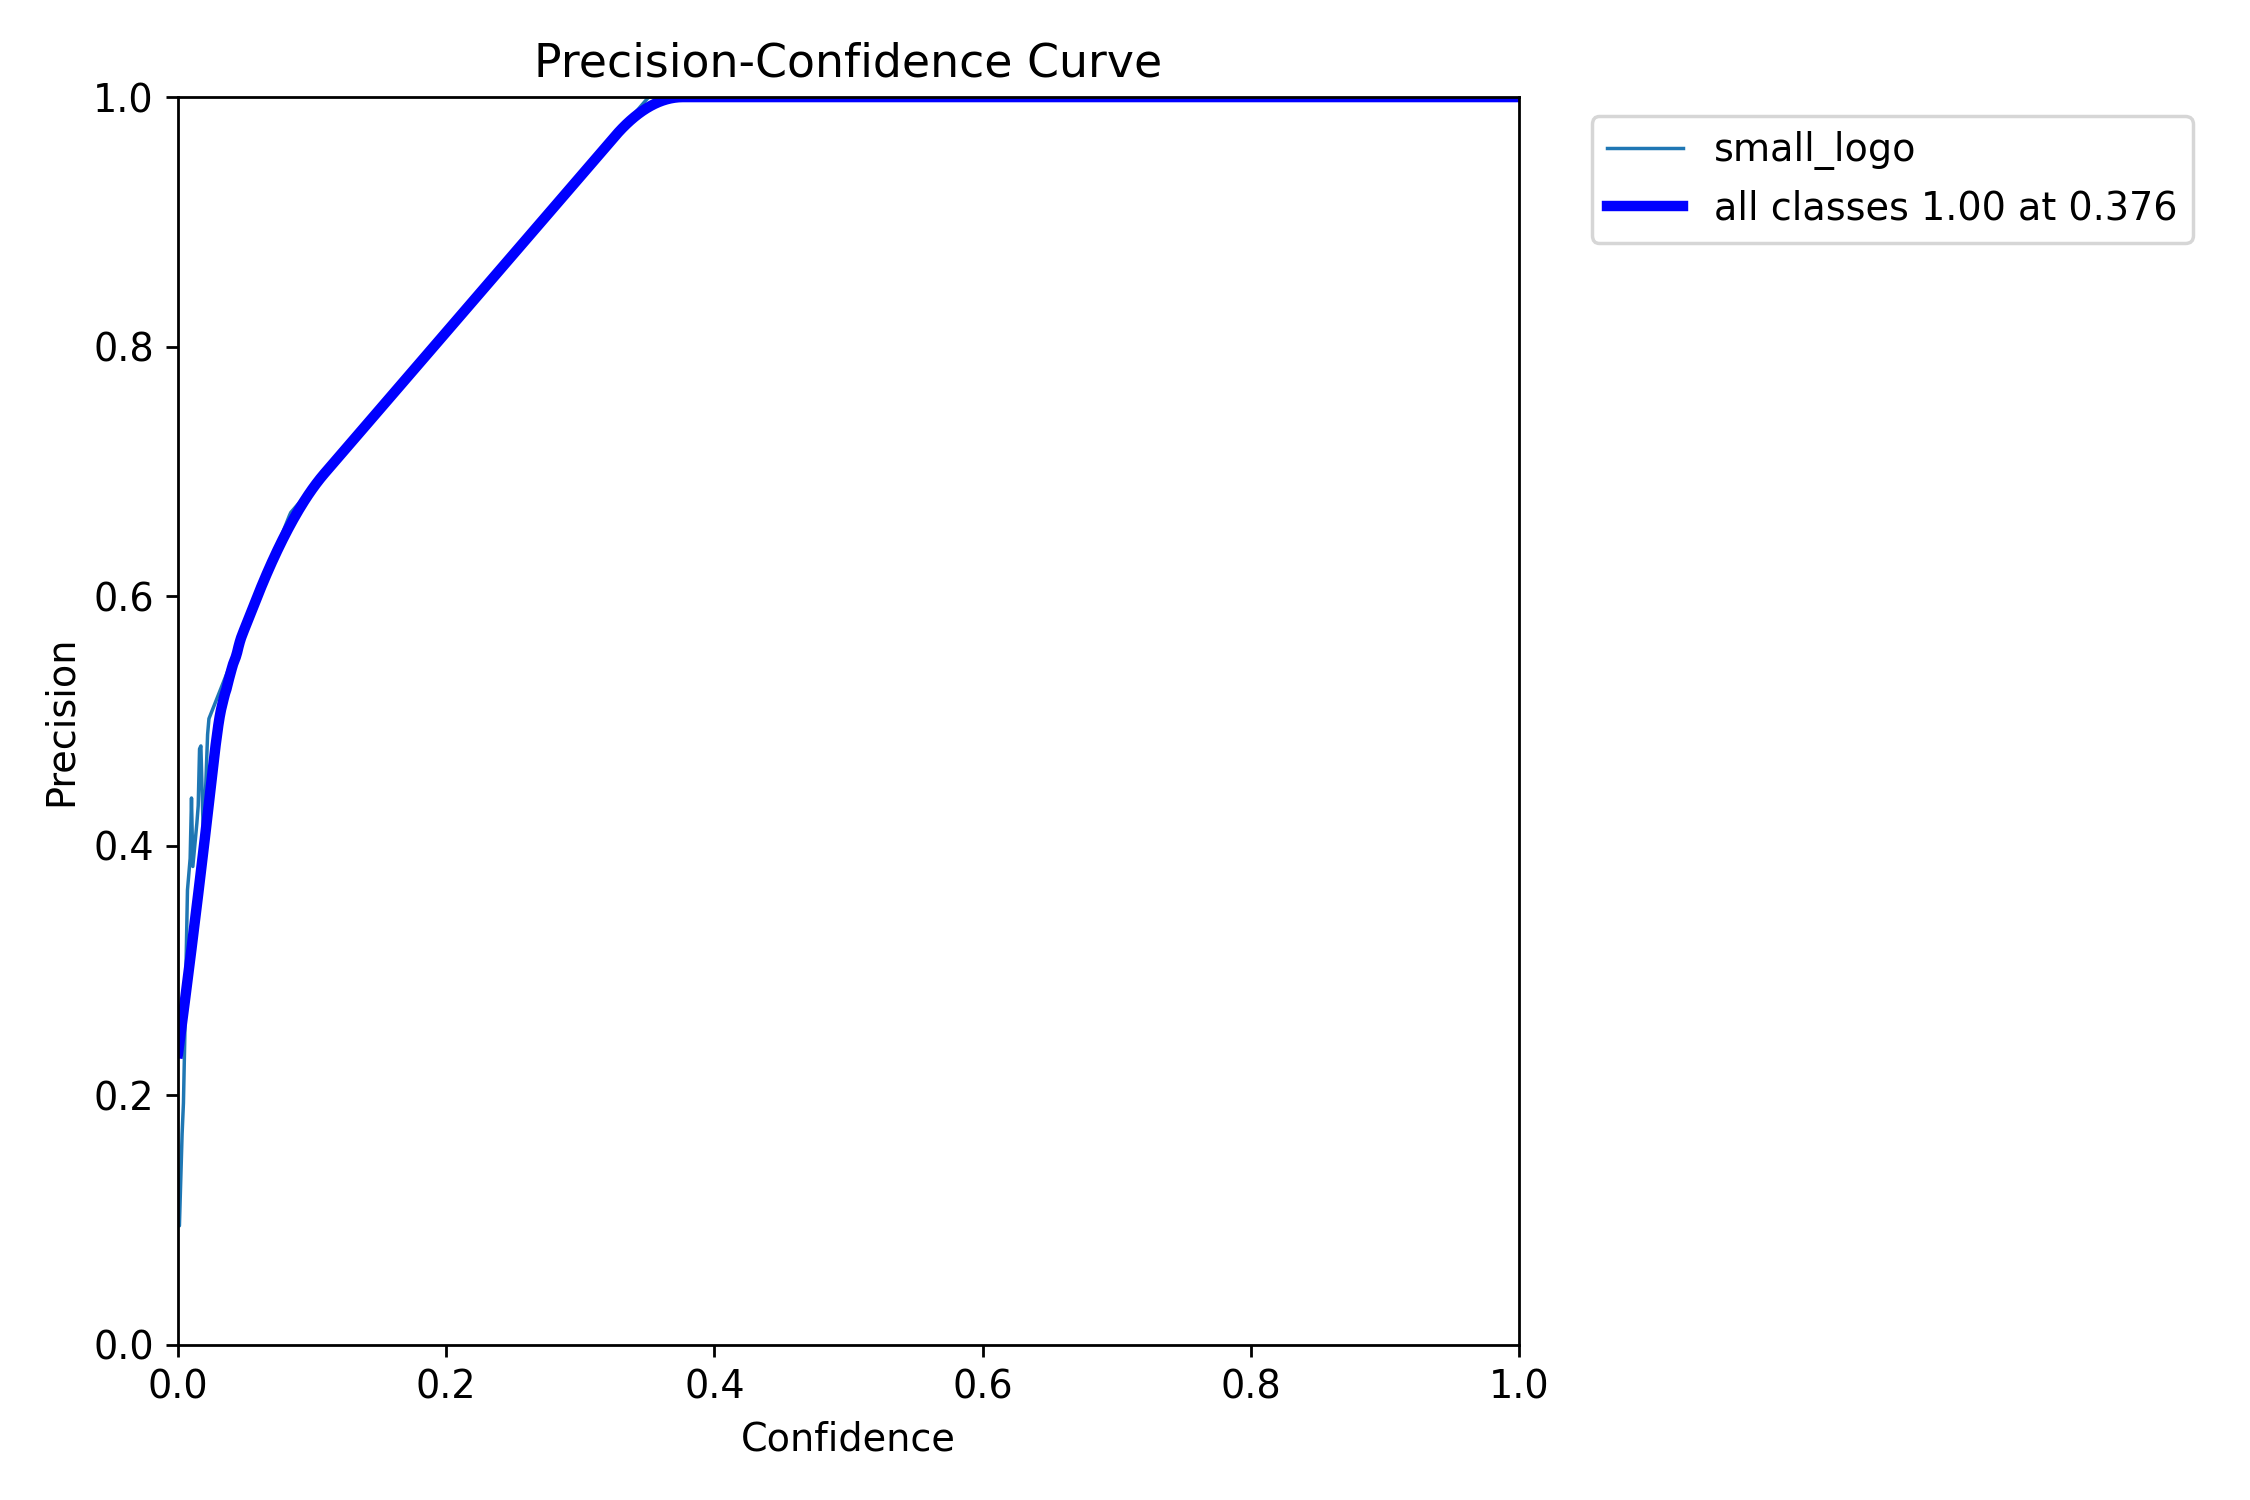 Precision-Confidence Curve
1.0
0.8
0.6
0.4
0.2
0.0
Precision
0.0 0.2 0.4 0.6 0.8 1.0
Confidence
small_logo
all classes 1.00 at 0.376